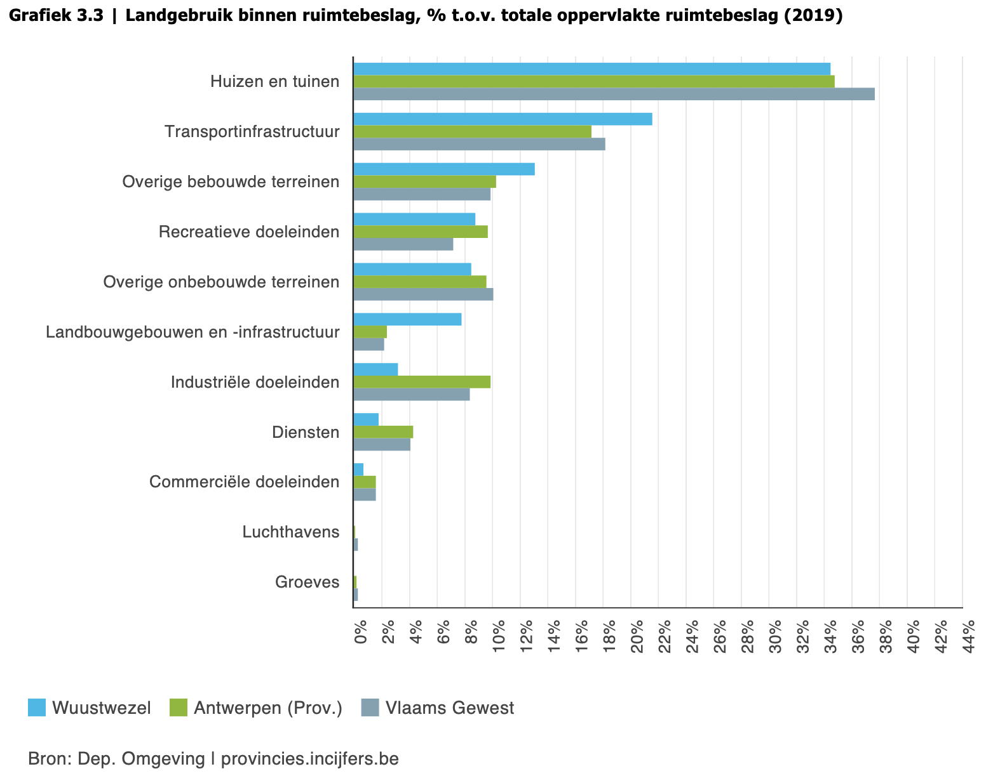 Grafiek 3.3 | Landgebruik binnen ruimtebeslag, % t.o.v. totale oppervlakte ruimtebeslag (2019)
Huizen en tuinen
Transportinfrastructuur
Overige bebouwde terreinen
Recreatieve doeleinden
Overige onbebouwde terreinen
Landbouwgebouwen en -infrastructuur
Industriële doeleinden
Diensten
Commerciële doeleinden
Luchthavens
Groeves
0%
2%
4%
6%
8%
10%
12%
14%
16%
18%
20%
22%
24%
26%
28%
30%
32%
34%
36%
38%
40%
42%
44%
Wuustwezel Antwerpen (Prov.) Vlaams Gewest
Bron: Dep. Omgeving | provincies.incijfers.be